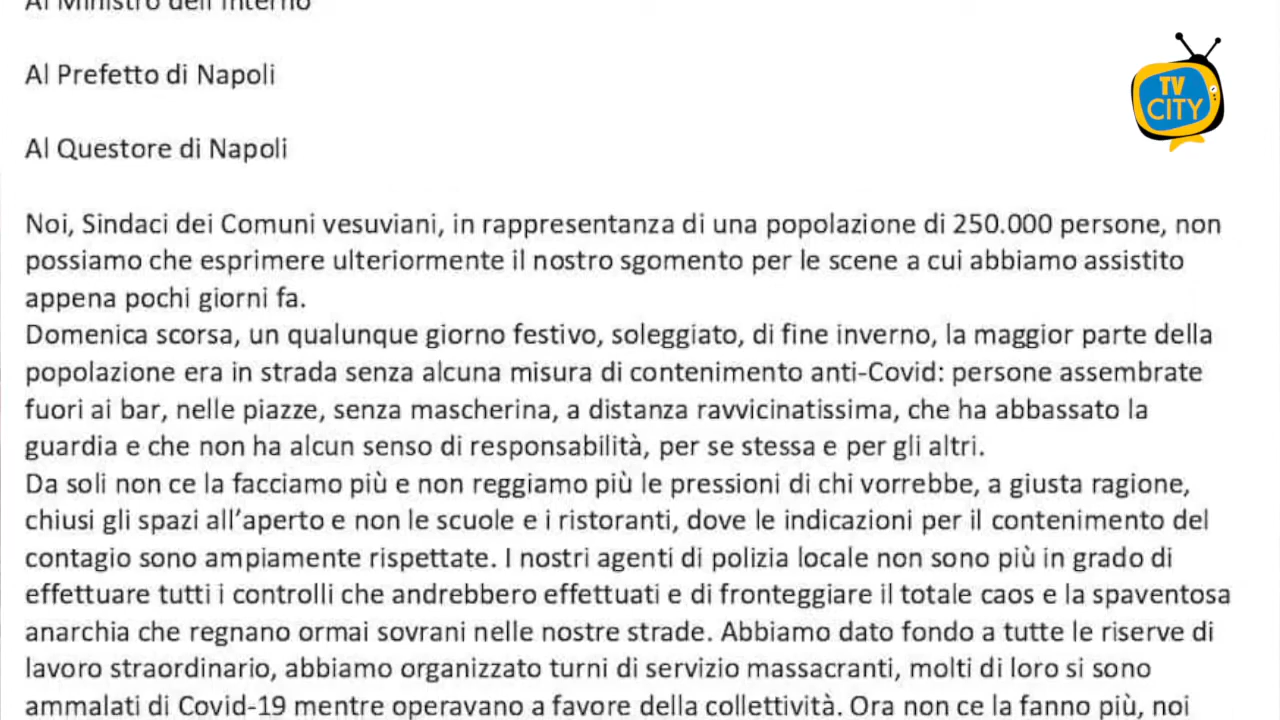 Al Ministro dell'Interno
Al Prefetto di Napoli
TV
CITY
Al Questore di Napoli
Noi, Sindaci dei Comuni vesuviani, in rappresentanza di una popolazione di 250.000 persone, non
possiamo che esprimere ulteriormente il nostro sgomento per le scene a cui abbiamo assistito
appena pochi giorni fa.
Domenica scorsa, un qualunque giorno festivo, soleggiato, di fine inverno, la maggior parte della
popolazione era in strada senza alcuna misura di contenimento anti-Covid: persone assembrate
fuori ai bar, nelle piazze, senza mascherina, a distanza ravvicinatissima, che ha abbassato la
guardia e che non ha alcun senso di responsabilità, per se stessa e per gli altri.
Da soli non ce la facciamo più e non reggiamo più le pressioni di chi vorrebbe, a giusta ragione,
chiusi gli spazi all’aperto e non le scuole e i ristoranti, dove le indicazioni per il contenimento del
contagio sono ampiamente rispettate. I nostri agenti di polizia locale non sono più in grado di
effettuare tutti i controlli che andrebbero effettuati e di fronteggiare il totale caos e la spaventosa
anarchia che regnano ormai sovrani nelle nostre strade. Abbiamo dato fondo a tutte le riserve di
lavoro straordinario, abbiamo organizzato turni di servizio massacranti, molti di loro si sono
ammalati di Covid-19 mentre operavano a favore della collettività. Ora non ce la fanno più, noi